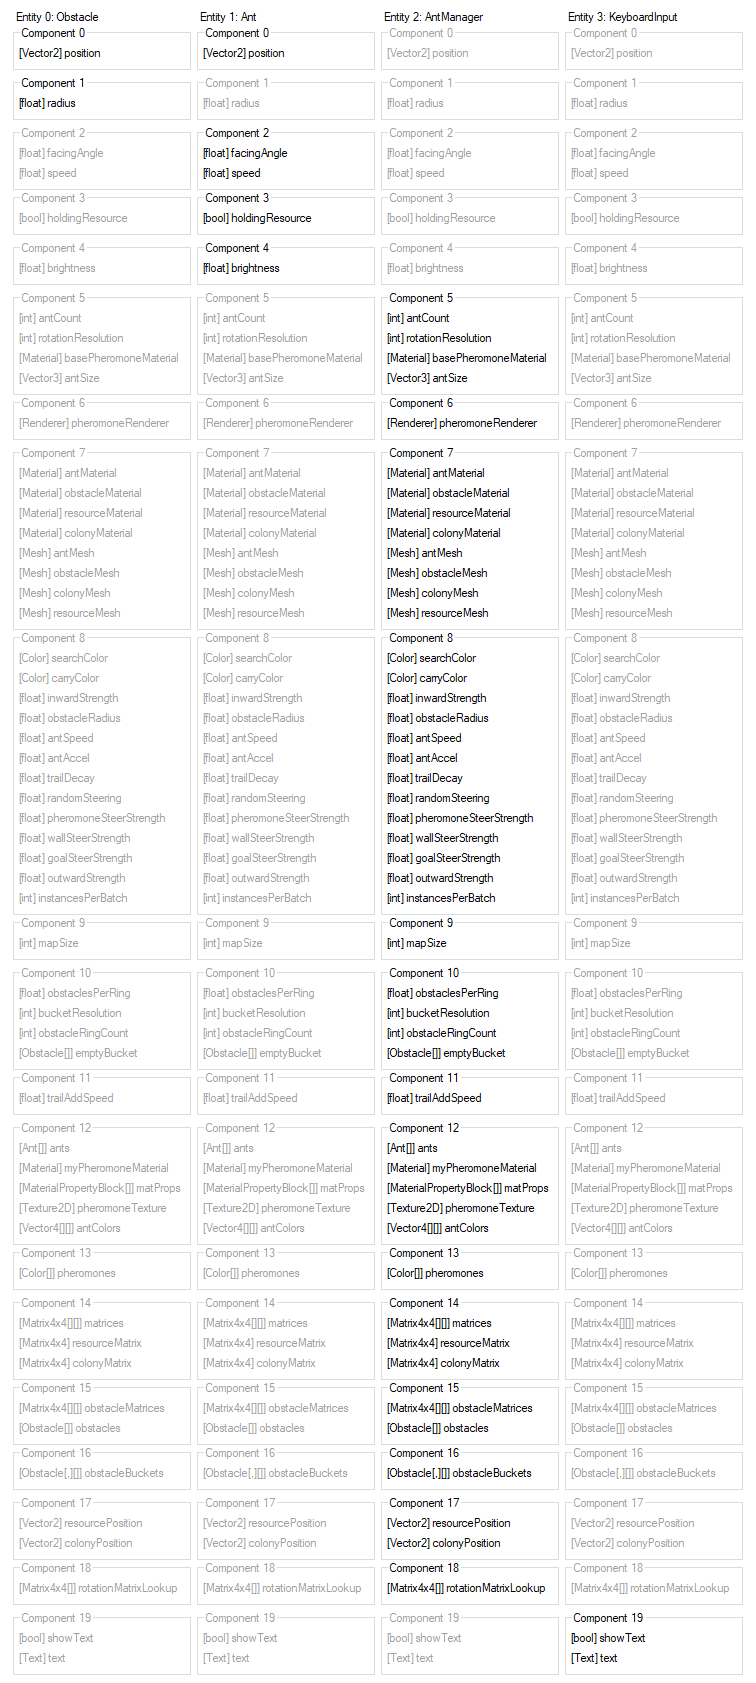 Entity 0: Obstacle
Component 0
[Vector2] position
Component 1
[float] radius
Component 2
[float] facingAngle
[float] speed
Component 3
[bool] holdingResource
Component 4
[float] brightness
Component 5
[int] antCount
[int] rotationResolution
[Material] basePheromoneMaterial
[Vector3] antSize
Component 6
[Renderer] pheromoneRenderer
Component 7
[Material] antMaterial
[Material] obstacleMaterial
[Material] resourceMaterial
[Material] colonyMaterial
[Mesh] antMesh
[Mesh] obstacleMesh
[Mesh] colonyMesh
[Mesh] resourceMesh
Component 8
[Color] searchColor
[Color] carryColor
[float] inwardStrength
[float] obstacleRadius
[float] antSpeed
[float] antAccel
[float] trailDecay
[float] randomSteering
[float] pheromoneSteerStrength
[float] wallSteerStrength
[float] goalSteerStrength
[float] outwardStrength
[int] instancesPerBatch
Component 9
[int] mapSize
Component 10
[float] obstaclesPerRing
[int] bucketResolution
[int] obstacleRingCount
[Obstacle[]] emptyBucket
Component 11
[float] trailAddSpeed
Component 12
[Ant[]] ants
[Material] myPheromoneMaterial
[MaterialPropertyBlock[]] matProps
[Texture2D] pheromoneTexture
[Vector4[][]] antColors
Component 13
[Color[]] pheromones
Component 14
[Matrix4x4[][]] matrices
[Matrix4x4] resourceMatrix
[Matrix4x4] colonyMatrix
Component 15
[Matrix4x4[][]] obstacleMatrices
[Obstacle[]] obstacles
Component 16
[Obstacle[,][]] obstacleBuckets
Component 17
[Vector2] resourcePosition
[Vector2] colonyPosition
Component 18
[Matrix4x4[]] rotationMatrixLookup
Component 19
[bool] showText
[Text] text
Entity 1: Ant
Component 0
[Vector2] position
Component 1
[float] radius
Component 2
[float] facingAngle
[float] speed
Component 3
[bool] holdingResource
Component 4
[float] brightness
Component 5
[int] antCount
[int] rotationResolution
[Material] basePheromoneMaterial
[Vector3] antSize
Component 6
[Renderer] pheromoneRenderer
Component 7
[Material] antMaterial
[Material] obstacleMaterial
[Material] resourceMaterial
[Material] colonyMaterial
[Mesh] antMesh
[Mesh] obstacleMesh
[Mesh] colonyMesh
[Mesh] resourceMesh
Component 8
[Color] searchColor
[Color] carryColor
[float] inwardStrength
[float] obstacleRadius
[float] antSpeed
[float] antAccel
[float] trailDecay
[float] randomSteering
[float] pheromoneSteerStrength
[float] wallSteerStrength
[float] goalSteerStrength
[float] outwardStrength
[int] instancesPerBatch
Component 9
[int] mapSize
Component 10
[float] obstaclesPerRing
[int] bucketResolution
[int] obstacleRingCount
[Obstacle[]] emptyBucket
Component 11
[float] trailAddSpeed
Component 12
[Ant[]] ants
[Material] myPheromoneMaterial
[MaterialPropertyBlock[]] matProps
[Texture2D] pheromoneTexture
[Vector4[][]] antColors
Component 13
[Color[]] pheromones
Component 14
[Matrix4x4[][]] matrices
[Matrix4x4] resourceMatrix
[Matrix4x4] colonyMatrix
Component 15
[Matrix4x4[][]] obstacleMatrices
[Obstacle[]] obstacles
Component 16
[Obstacle[,][]] obstacleBuckets
Component 17
[Vector2] resourcePosition
[Vector2] colonyPosition
Component 18
[Matrix4x4[]] rotationMatrixLookup
Component 19
[bool] showText
[Text] text
Entity 2: AntManager
Component 0
[Vector2] position
Component 1
[float] radius
Component 2
[float] facingAngle
[float] speed
Component 3
[bool] holdingResource
Component 4
[float] brightness
Component 5
[int] antCount
[int] rotationResolution
[Material] basePheromoneMaterial
[Vector3] antSize
Component 6
[Renderer] pheromoneRenderer
Component 7
[Material] antMaterial
[Material] obstacleMaterial
[Material] resourceMaterial
[Material] colonyMaterial
[Mesh] antMesh
[Mesh] obstacleMesh
[Mesh] colonyMesh
[Mesh] resourceMesh
Component 8
[Color] searchColor
[Color] carryColor
[float] inwardStrength
[float] obstacleRadius
[float] antSpeed
[float] antAccel
[float] trailDecay
[float] randomSteering
[float] pheromoneSteerStrength
[float] wallSteerStrength
[float] goalSteerStrength
[float] outwardStrength
[int] instancesPerBatch
Component 9
[int] mapSize
Component 10
[float] obstaclesPerRing
[int] bucketResolution
[int] obstacleRingCount
[Obstacle[]] emptyBucket
Component 11
[float] trailAddSpeed
Component 12
[Ant[]] ants
[Material] myPheromoneMaterial
[MaterialPropertyBlock[]] matProps
[Texture2D] pheromoneTexture
[Vector4[][]] antColors
Component 13
[Color[]] pheromones
Component 14
[Matrix4x4[][]] matrices
[Matrix4x4] resourceMatrix
[Matrix4x4] colonyMatrix
Component 15
[Matrix4x4[][]] obstacleMatrices
[Obstacle[]] obstacles
Component 16
[Obstacle[,][]] obstacleBuckets
Component 17
[Vector2] resourcePosition
[Vector2] colonyPosition
Component 18
[Matrix4x4[]] rotationMatrixLookup
Component 19
[bool] showText
[Text] text
Entity 3: KeyboardInput
Component 0
[Vector2] position
Component 1
[float] radius
Component 2
[float] facingAngle
[float] speed
Component 3
[bool] holdingResource
Component 4
[float] brightness
Component 5
[int] antCount
[int] rotationResolution
[Material] basePheromoneMaterial
[Vector3] antSize
Component 6
[Renderer] pheromoneRenderer
Component 7
[Material] antMaterial
[Material] obstacleMaterial
[Material] resourceMaterial
[Material] colonyMaterial
[Mesh] antMesh
[Mesh] obstacleMesh
[Mesh] colonyMesh
[Mesh] resourceMesh
Component 8
[Color] searchColor
[Color] carryColor
[float] inwardStrength
[float] obstacleRadius
[float] antSpeed
[float] antAccel
[float] trailDecay
[float] randomSteering
[float] pheromoneSteerStrength
[float] wallSteerStrength
[float] goalSteerStrength
[float] outwardStrength
[int] instancesPerBatch
Component 9
[int] mapSize
Component 10
[float] obstaclesPerRing
[int] bucketResolution
[int] obstacleRingCount
[Obstacle[]] emptyBucket
Component 11
[float] trailAddSpeed
Component 12
[Ant[]] ants
[Material] myPheromoneMaterial
[MaterialPropertyBlock[]] matProps
[Texture2D] pheromoneTexture
[Vector4[][]] antColors
Component 13
[Color[]] pheromones
Component 14
[Matrix4x4[][]] matrices
[Matrix4x4] resourceMatrix
[Matrix4x4] colonyMatrix
Component 15
[Matrix4x4[][]] obstacleMatrices
[Obstacle[]] obstacles
Component 16
[Obstacle[,][]] obstacleBuckets
Component 17
[Vector2] resourcePosition
[Vector2] colonyPosition
Component 18
[Matrix4x4[]] rotationMatrixLookup
Component 19
[bool] showText
[Text] text